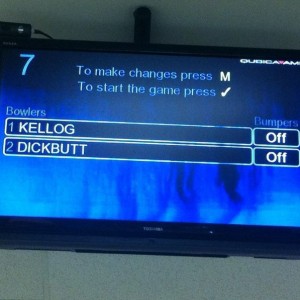 7
To make changes press M
To start the game press ✓
QUBICAAMF
Bowlers
Bumpers
1 KELLOG
Off
2 DICKBUTT
Off